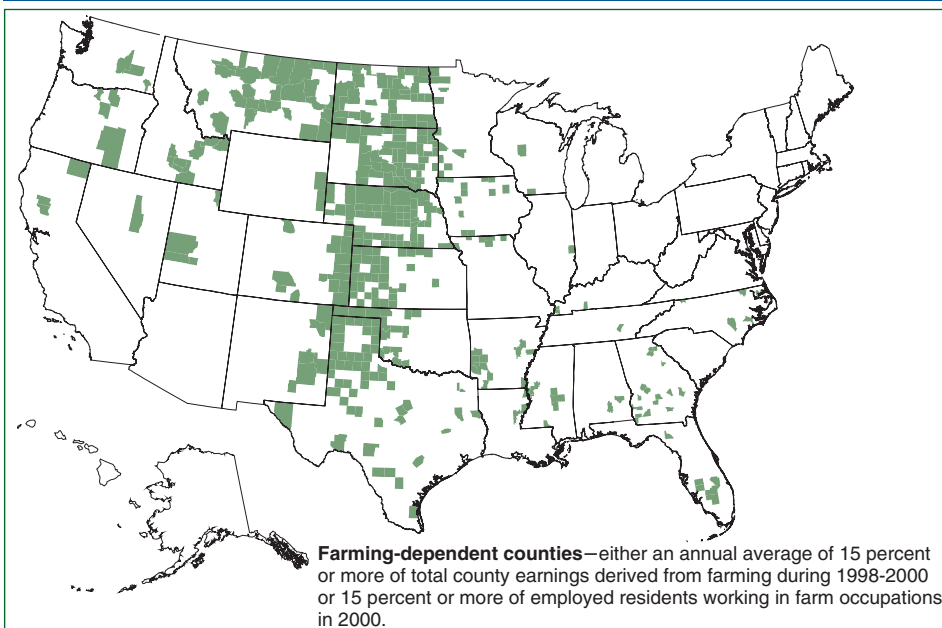 Farming-dependent counties—either an annual average of 15 percent
or more of total county earnings derived from farming during 1998-2000
or 15 percent or more of employed residents working in farm occupations
in 2000.